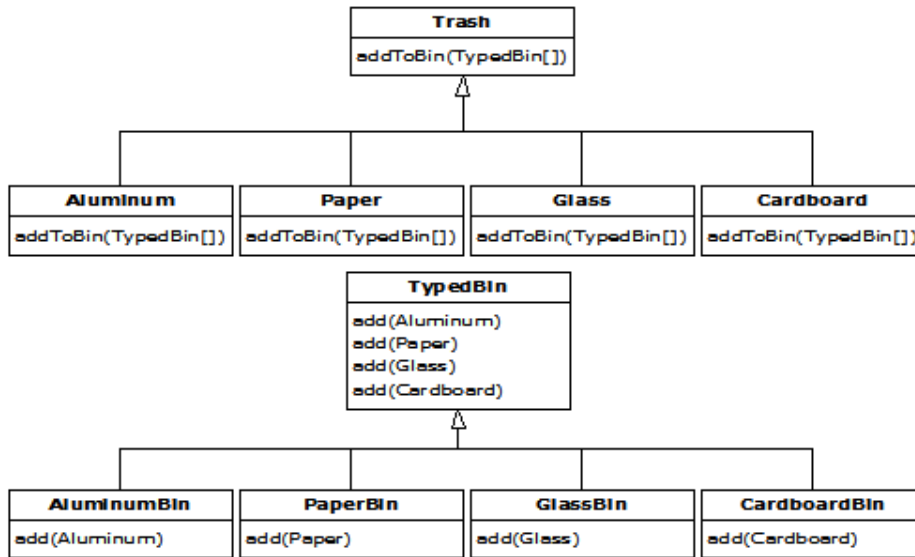 Trash
addToBin(TypedBin[])
Aluminum Paper Glass Cardboard
addToBin(TypedBin[]) addToBin(TypedBin[]) addToBin(TypedBin[]) addToBin(TypedBin[])
TypedBin
add(Aluminum)
add(Paper)
add(Glass)
add(Cardboard)
AluminumBin PaperBin GlassBin CardboardBin
add(Aluminum) add(Paper) add(Glass) add(Cardboard)